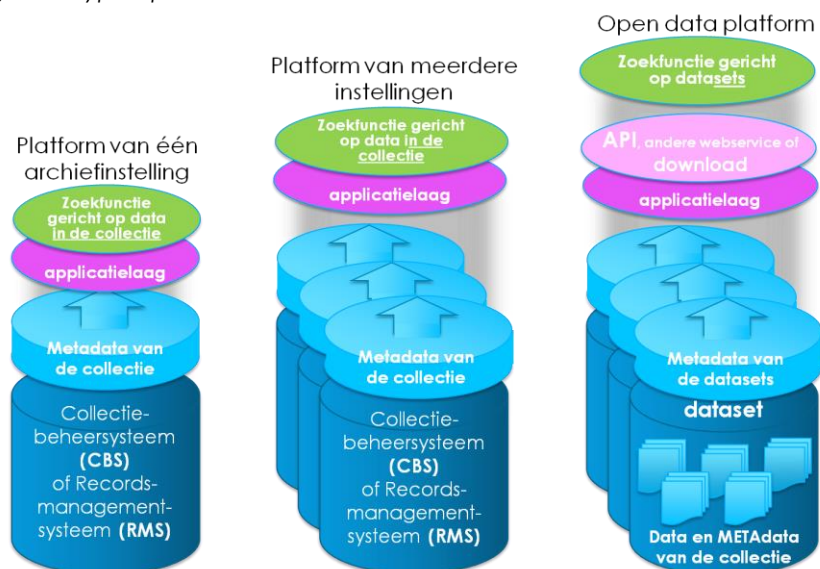 Platform van één
archiefinstelling
Zoekfunctie
gericht op data
in de collectie
applicatielaag
Metadata van
de collectie
Collectie-
beheersysteem
(CBS)
of Records-
management-
systeem (RMS)
Platform van meerdere
instellingen
Zoekfunctie gericht
op data in de
collectie
applicatielaag
Metadata van
de collectie
Collectie-
beheersysteem
(CBS)
of Records-
management-
systeem (RMS)
Open data platform
Zoekfunctie gericht
op datasets
API, andere webservice of
download
applicatielaag
Metadata van
de datasets
dataset
Data en METAdata
van de collectie